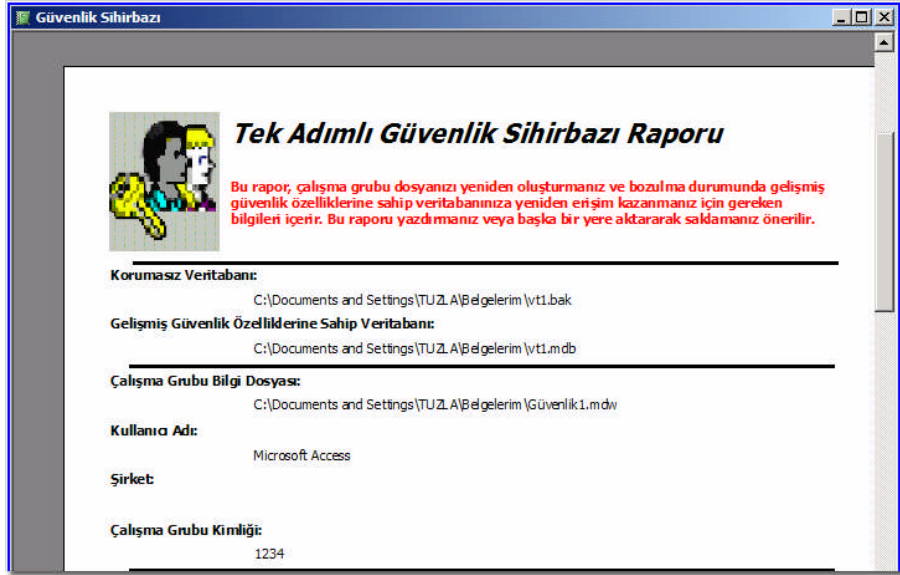 Güvenlik Sihirbazı
Tek Adımlı Güvenlik Sihirbazı Raporu
Bu rapor, çalışma grubu dosyanızı yeniden oluşturmanız ve bozulma durumunda gelişmiş
güvenlik özelliklerine sahip veritabanınıza yeniden erişim kazanmanız için gereken
bilgileri içerir. Bu raporu yazdırmanız veya başka bir yere aktararak saklamanız önerilir.
Korumasız Veritabanı:
C:\Documents and Settings\TUZLA\Belgelerim\vt1.bak
Gelişmiş Güvenlik Özelliklerine Sahip Veritabanı:
C:\Documents and Settings\TUZLA\Belgelerim\vt1.mdb
Çalışma Grubu Bilgi Dosyası:
C:\Documents and Settings\TUZLA\Belgelerim\Güvenlik1.mdw
Kullanıcı Adı:
Microsoft Access
Şirket:
Çalışma Grubu Kimliği:
1234